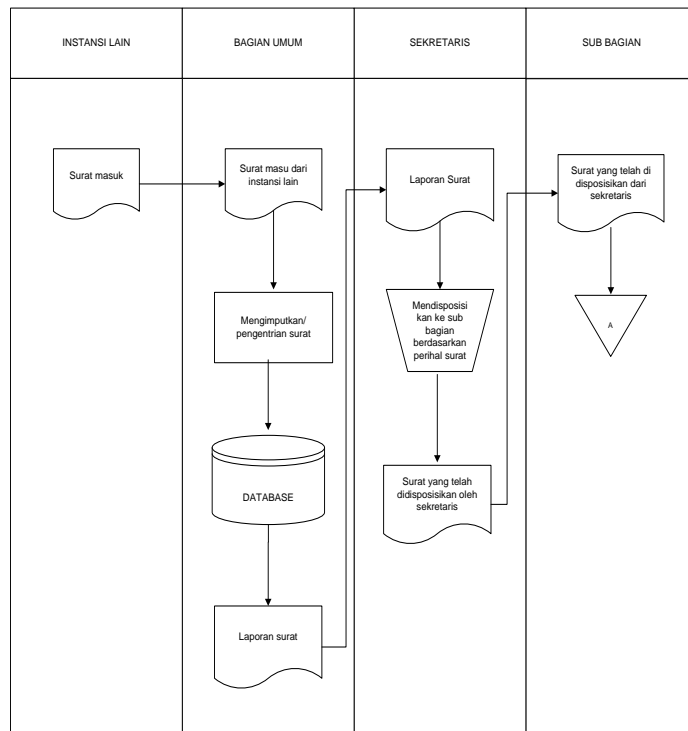 INSTANSI LAIN
BAGIAN UMUM
SEKRETARIS
SUB BAGIAN
Surat masuk
Surat masu dari
instansi lain
Mengimputkan/
pengentrian surat
DATABASE
Laporan surat
Laporan Surat
Mendisposisi
kan ke sub
bagian
berdasarkan
perihal surat
Surat yang telah
didisposisikan oleh
sekretaris
Surat yang telah di
disposisikan dari
sekretaris
A